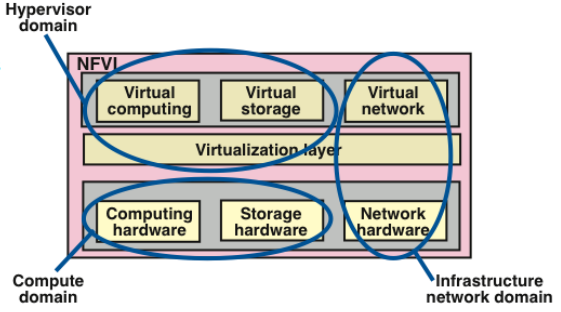 Hypervisor
domain
NFVI
Virtual
computing
Virtual
storage
Virtual
network
Virtualization layer
Computing
hardware
Storage
hardware
Network
hardware
Compute
domain
Infrastructure
network domain